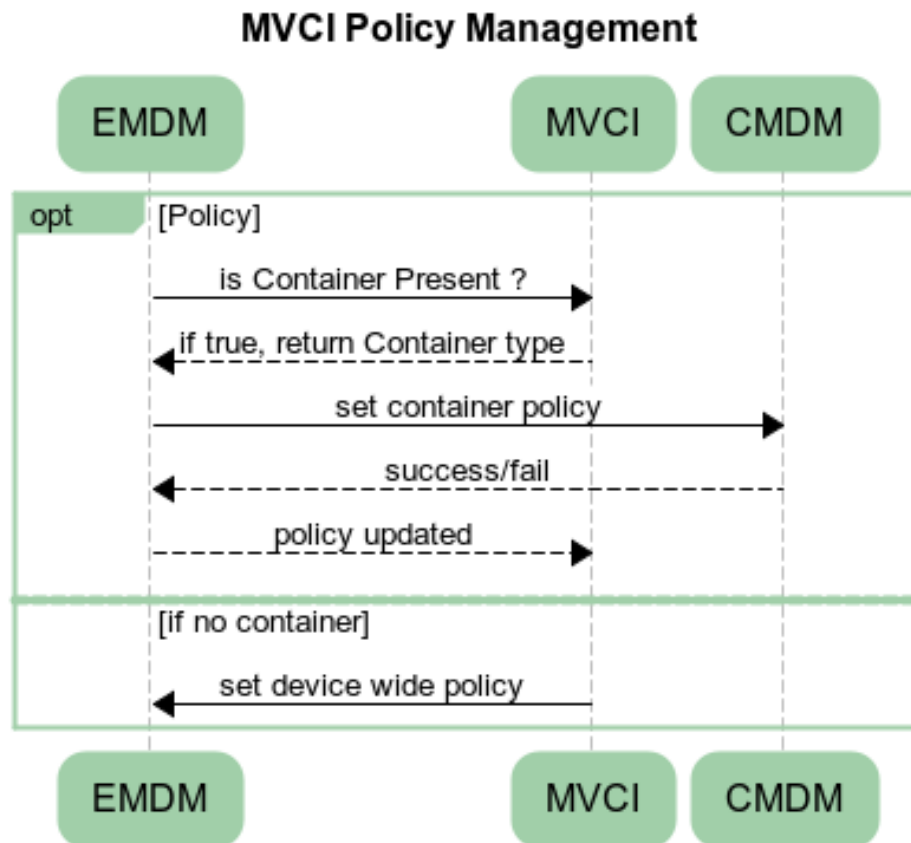 MVCI Policy Management
EMDM MVCI CMDM
opt [Policy]
is Container Present ?
if true, return Container type
set container policy
success/fail
policy updated
[if no container]
set device wide policy
EMDM MVCI CMDM